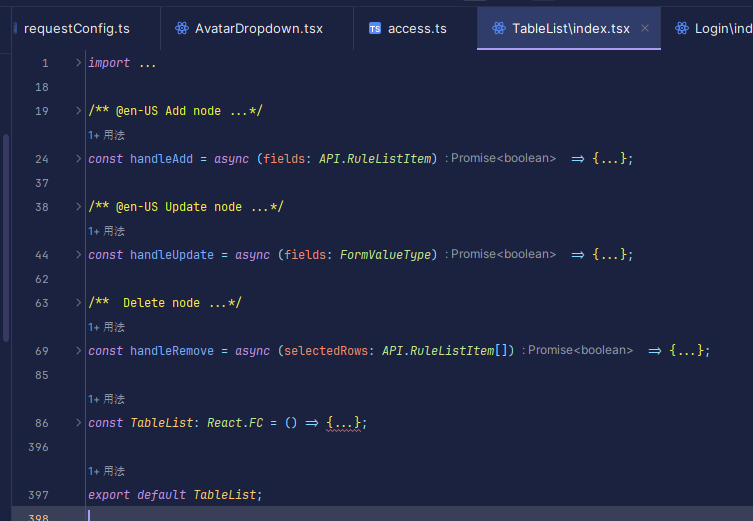 requestConfig.ts
AvatarDropdown.tsx
TS access.ts
TableList\index.tsx ×
Login\ind
1 import ...
18
19 /** @en-US Add node ...*/
1+ 用法
24 const handleAdd = async (fields: API.RuleListItem) : Promise<boolean> => {...};
37
38 /** @en-US Update node ...*/
1+ 用法
44 const handleUpdate = async (fields: FormValueType) : Promise<boolean> => {...};
62
63 /**  Delete node ...*/
1+ 用法
69 const handleRemove = async (selectedRows: API.RuleListItem[]) : Promise<boolean> => {...};
85
1+ 用法
86 const TableList: React.FC = () => {...};
396
1+ 用法
397 export default TableList;
398